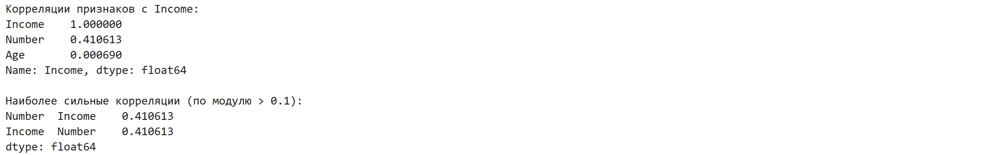 Корреляции признаков с Income:
Income    1.000000
Number    0.410613
Age       0.000690
Name: Income, dtype: float64

Наиболее сильные корреляции (по модулю > 0.1):
Number  Income    0.410613
Income  Number    0.410613
dtype: float64